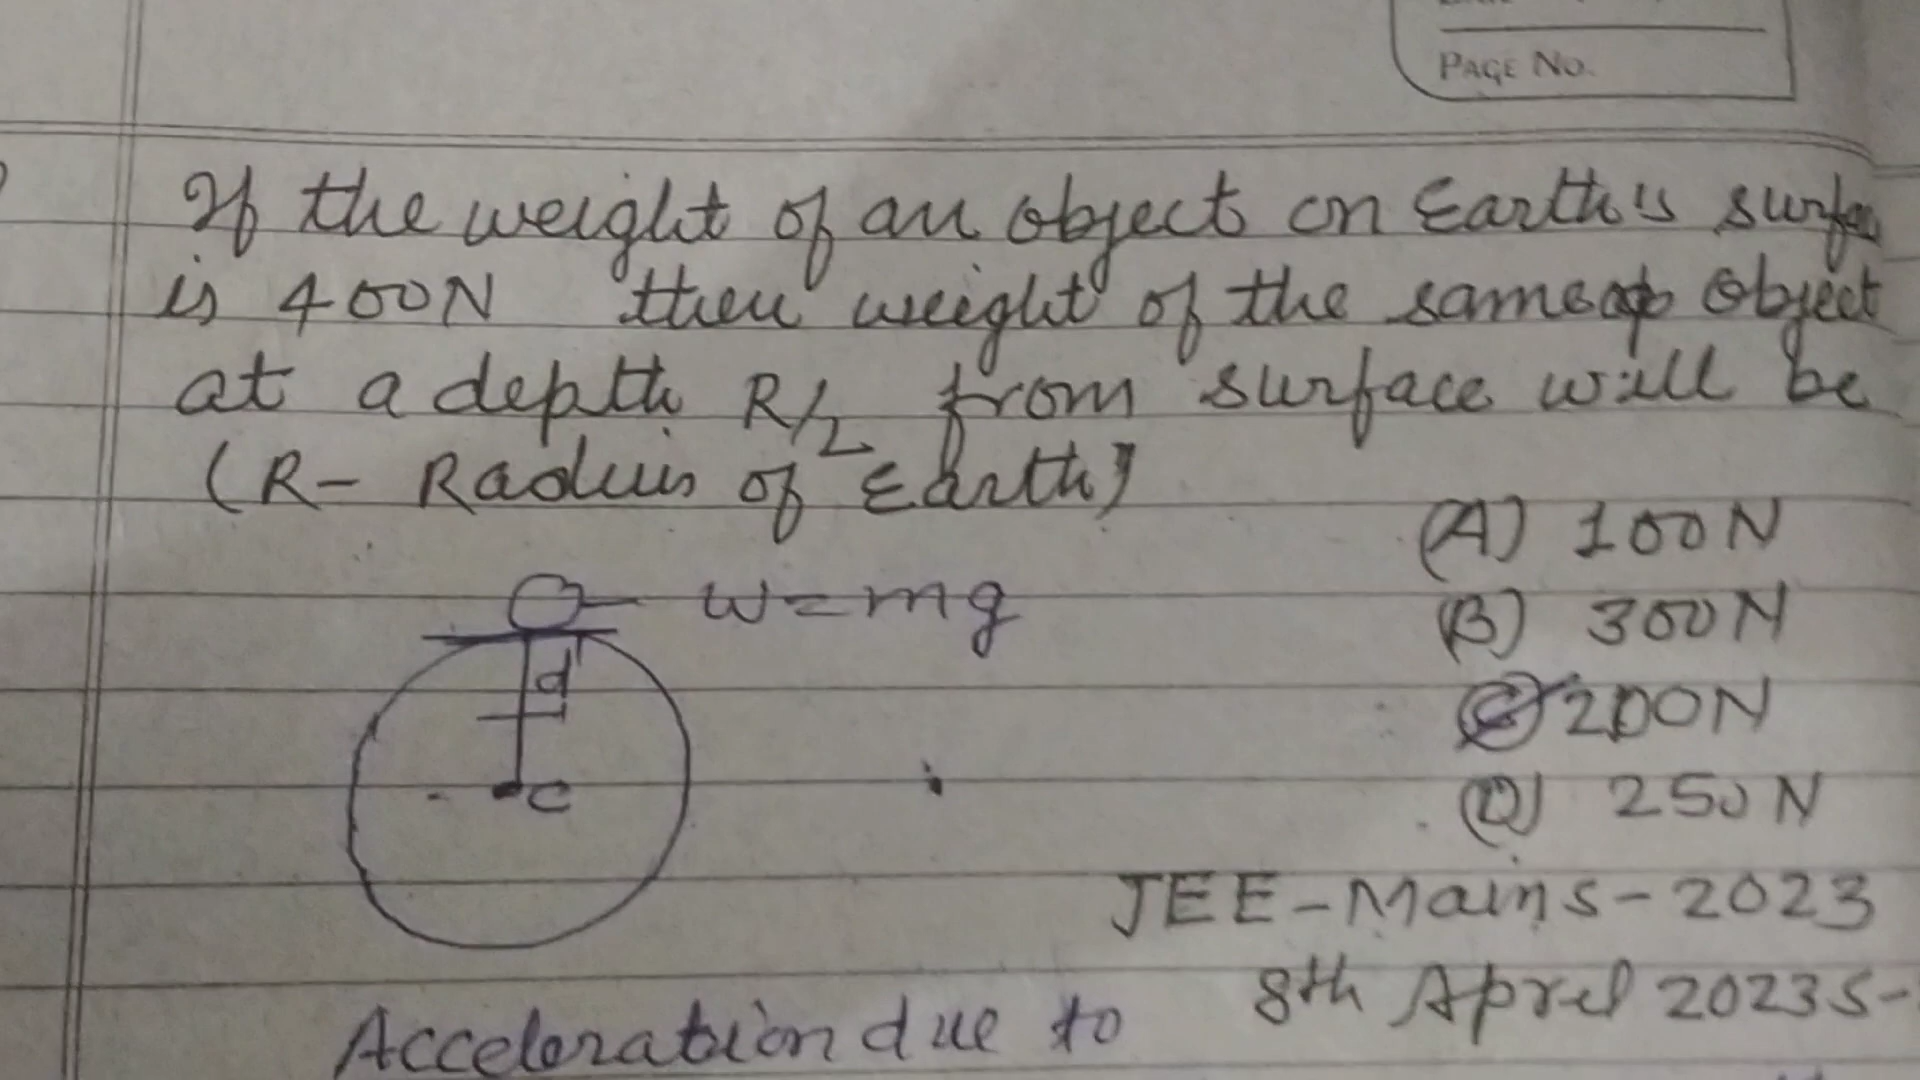 PAGE NO.
If the weight of an object on Earth's
is 400N then weight of the same object
at a depth R/2 from surface will be
(R- Radius of Earth)
(A) 100N
w=mg
(B) 300N
d
(C) 200N
C
(D) 250N
JEE-Mains-2023
8th April 2023 S-
Acceleration due to